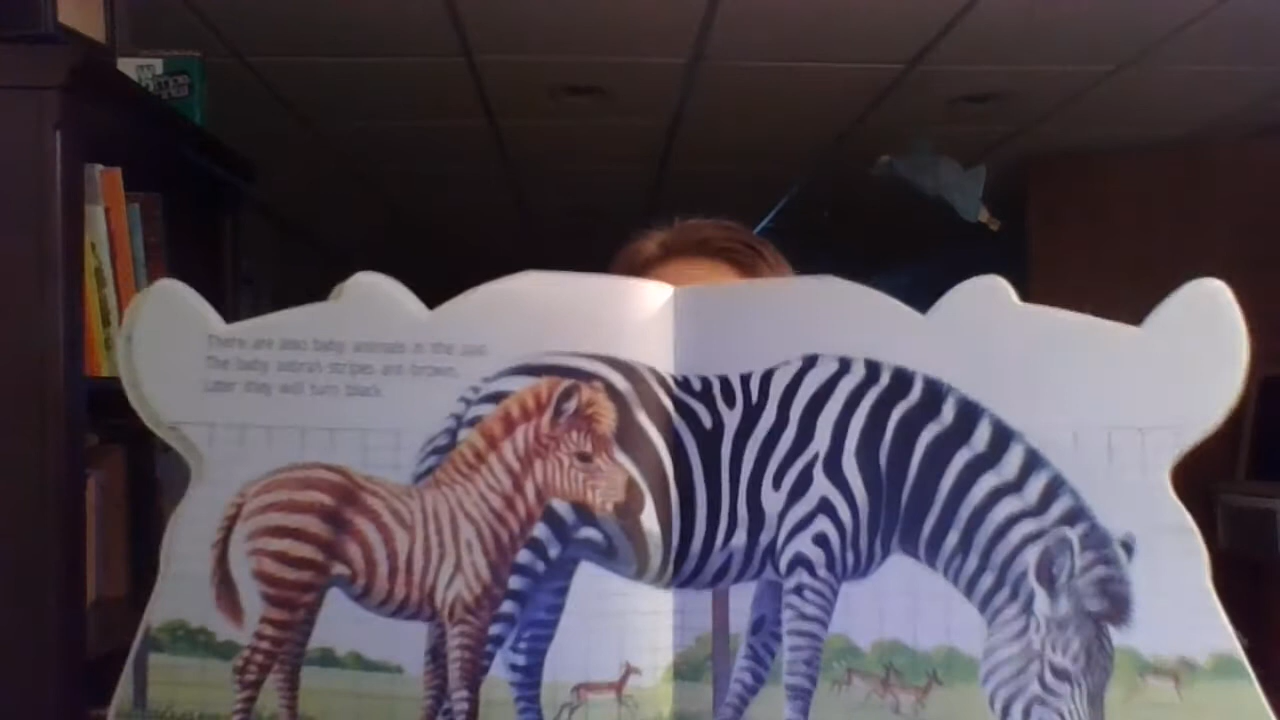 There are also baby animals in the zoo.
The baby zebra's stripes are brown.
Later they will turn black.